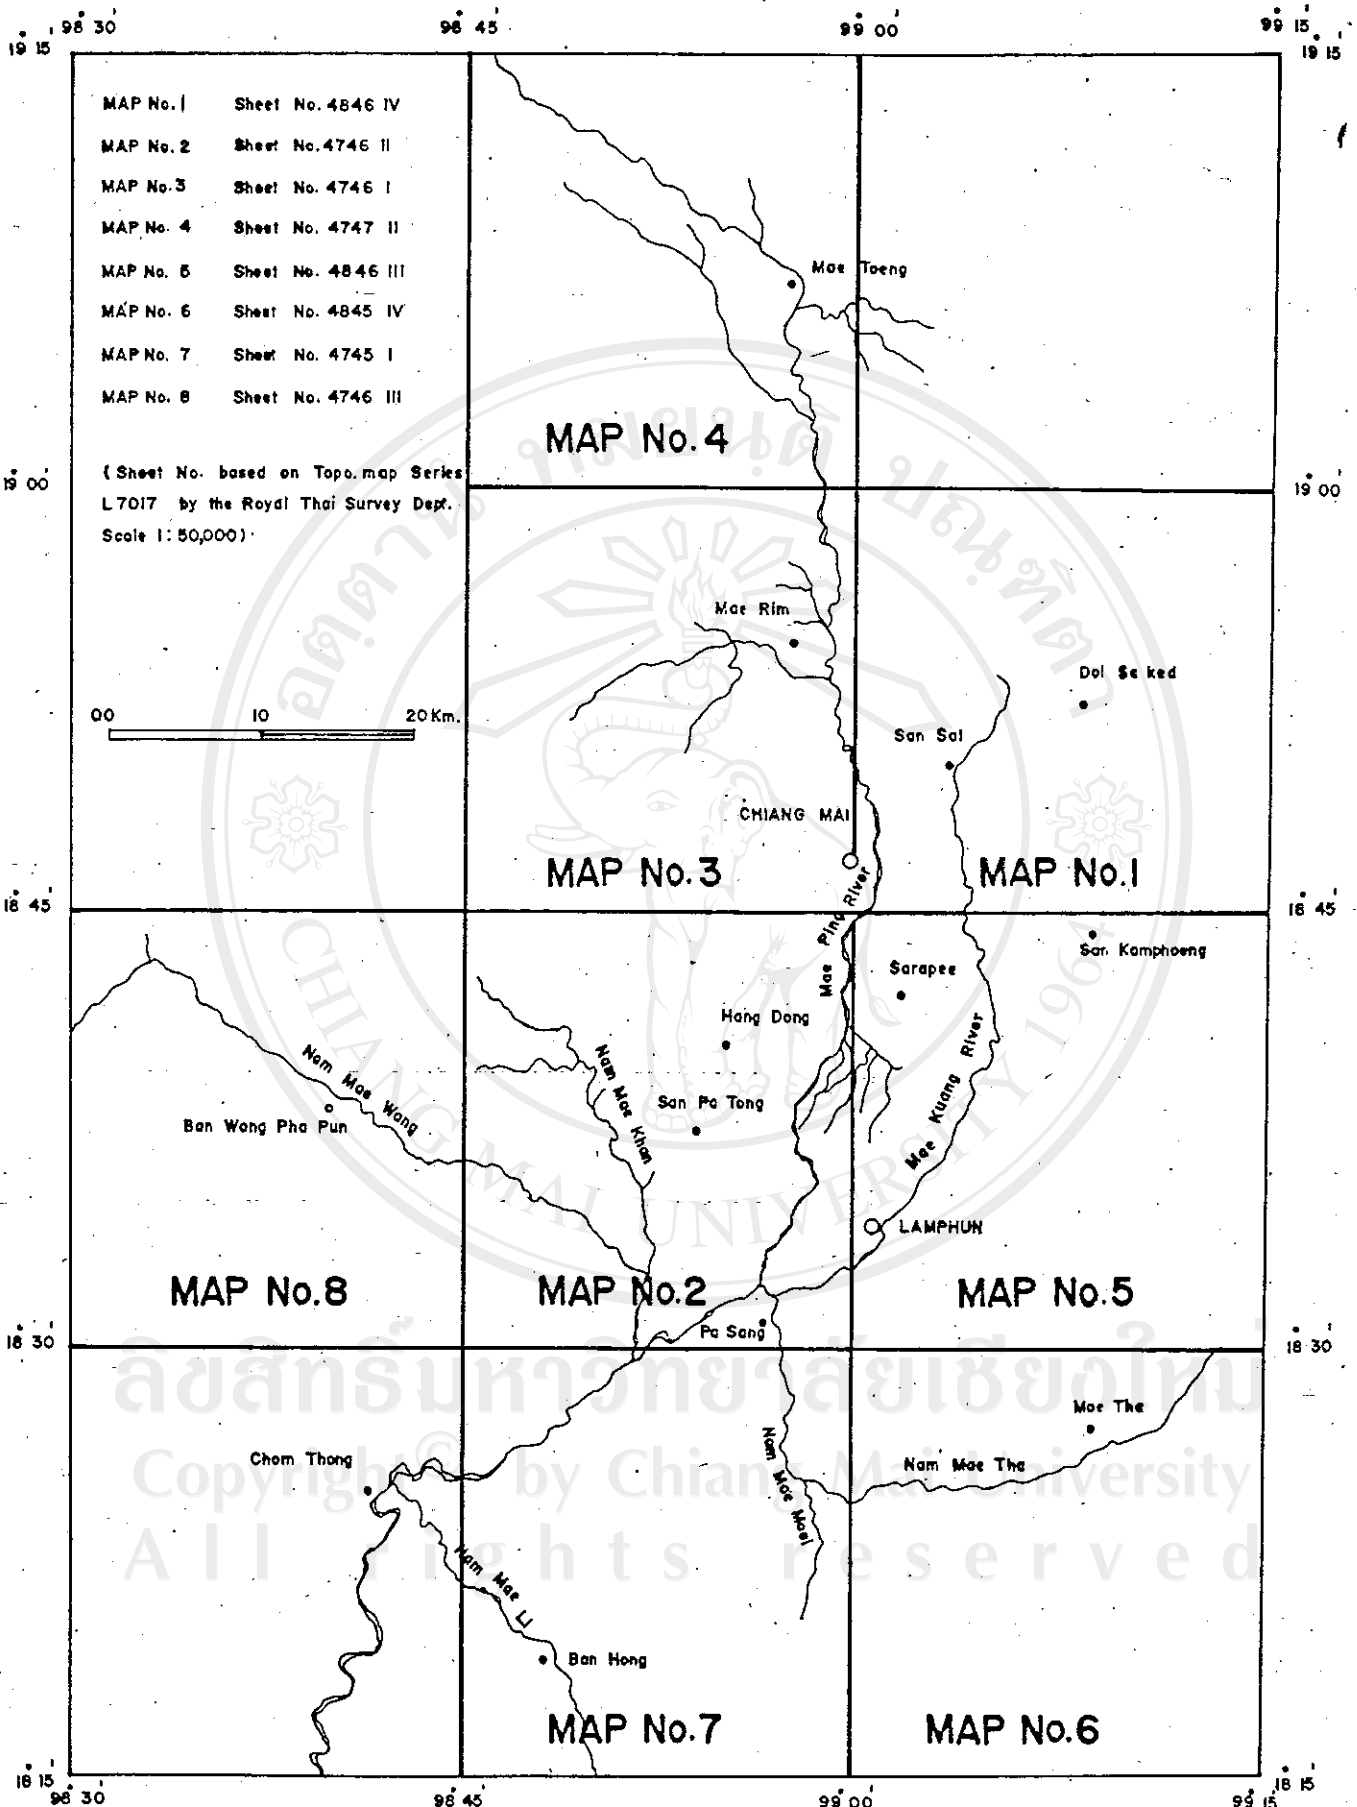 98°30' 98°45' 99°00' 99°15'
19°15' 19°15'
MAP No.1 Sheet No. 4846 IV
MAP No. 2 Sheet No. 4746 II
MAP No.3 Sheet No. 4746 I
MAP No. 4 Sheet No. 4747 II
MAP No. 5 Sheet No. 4846 III
MAP No. 6 Sheet No. 4845 IV
MAP No. 7 Sheet No. 4745 I
MAP No. 8 Sheet No. 4746 III
(Sheet No. based on Topo. map Series
L 7017 by the Royal Thai Survey Dept.
Scale 1:50,000)
Mae Taeng
MAP No.4
19°00' 19°00'
Mae Rim
Doi Saked
00 10 20 Km.
San Sai
CHIANG MAI
MAP No.3
MAP No.1
18°45' 18°45'
Mae Ping River
San Kamphoeng
Sarapee
Hang Dong
Nam Mae Wang
Nam Mae Khan
San Pa Tong
Mae Kuang River
Ban Wang Pha Pun
LAMPHUN
MAP No.8
MAP No.2
MAP No.5
Pa Sang
18°30' 18°30'
Mae Tha
Chom Thong
Nam Mae Tha
Nam Mae Li
Ban Hong
MAP No.7
MAP No.6
18°15' 18°15'
98°30' 98°45' 99°00' 99°15'
CHIANG MAI UNIVERSITY 1964
ลิขสิทธิ์มหาวิทยาลัยเชียงใหม่
Copyright© by Chiang Mai University
All rights reserved